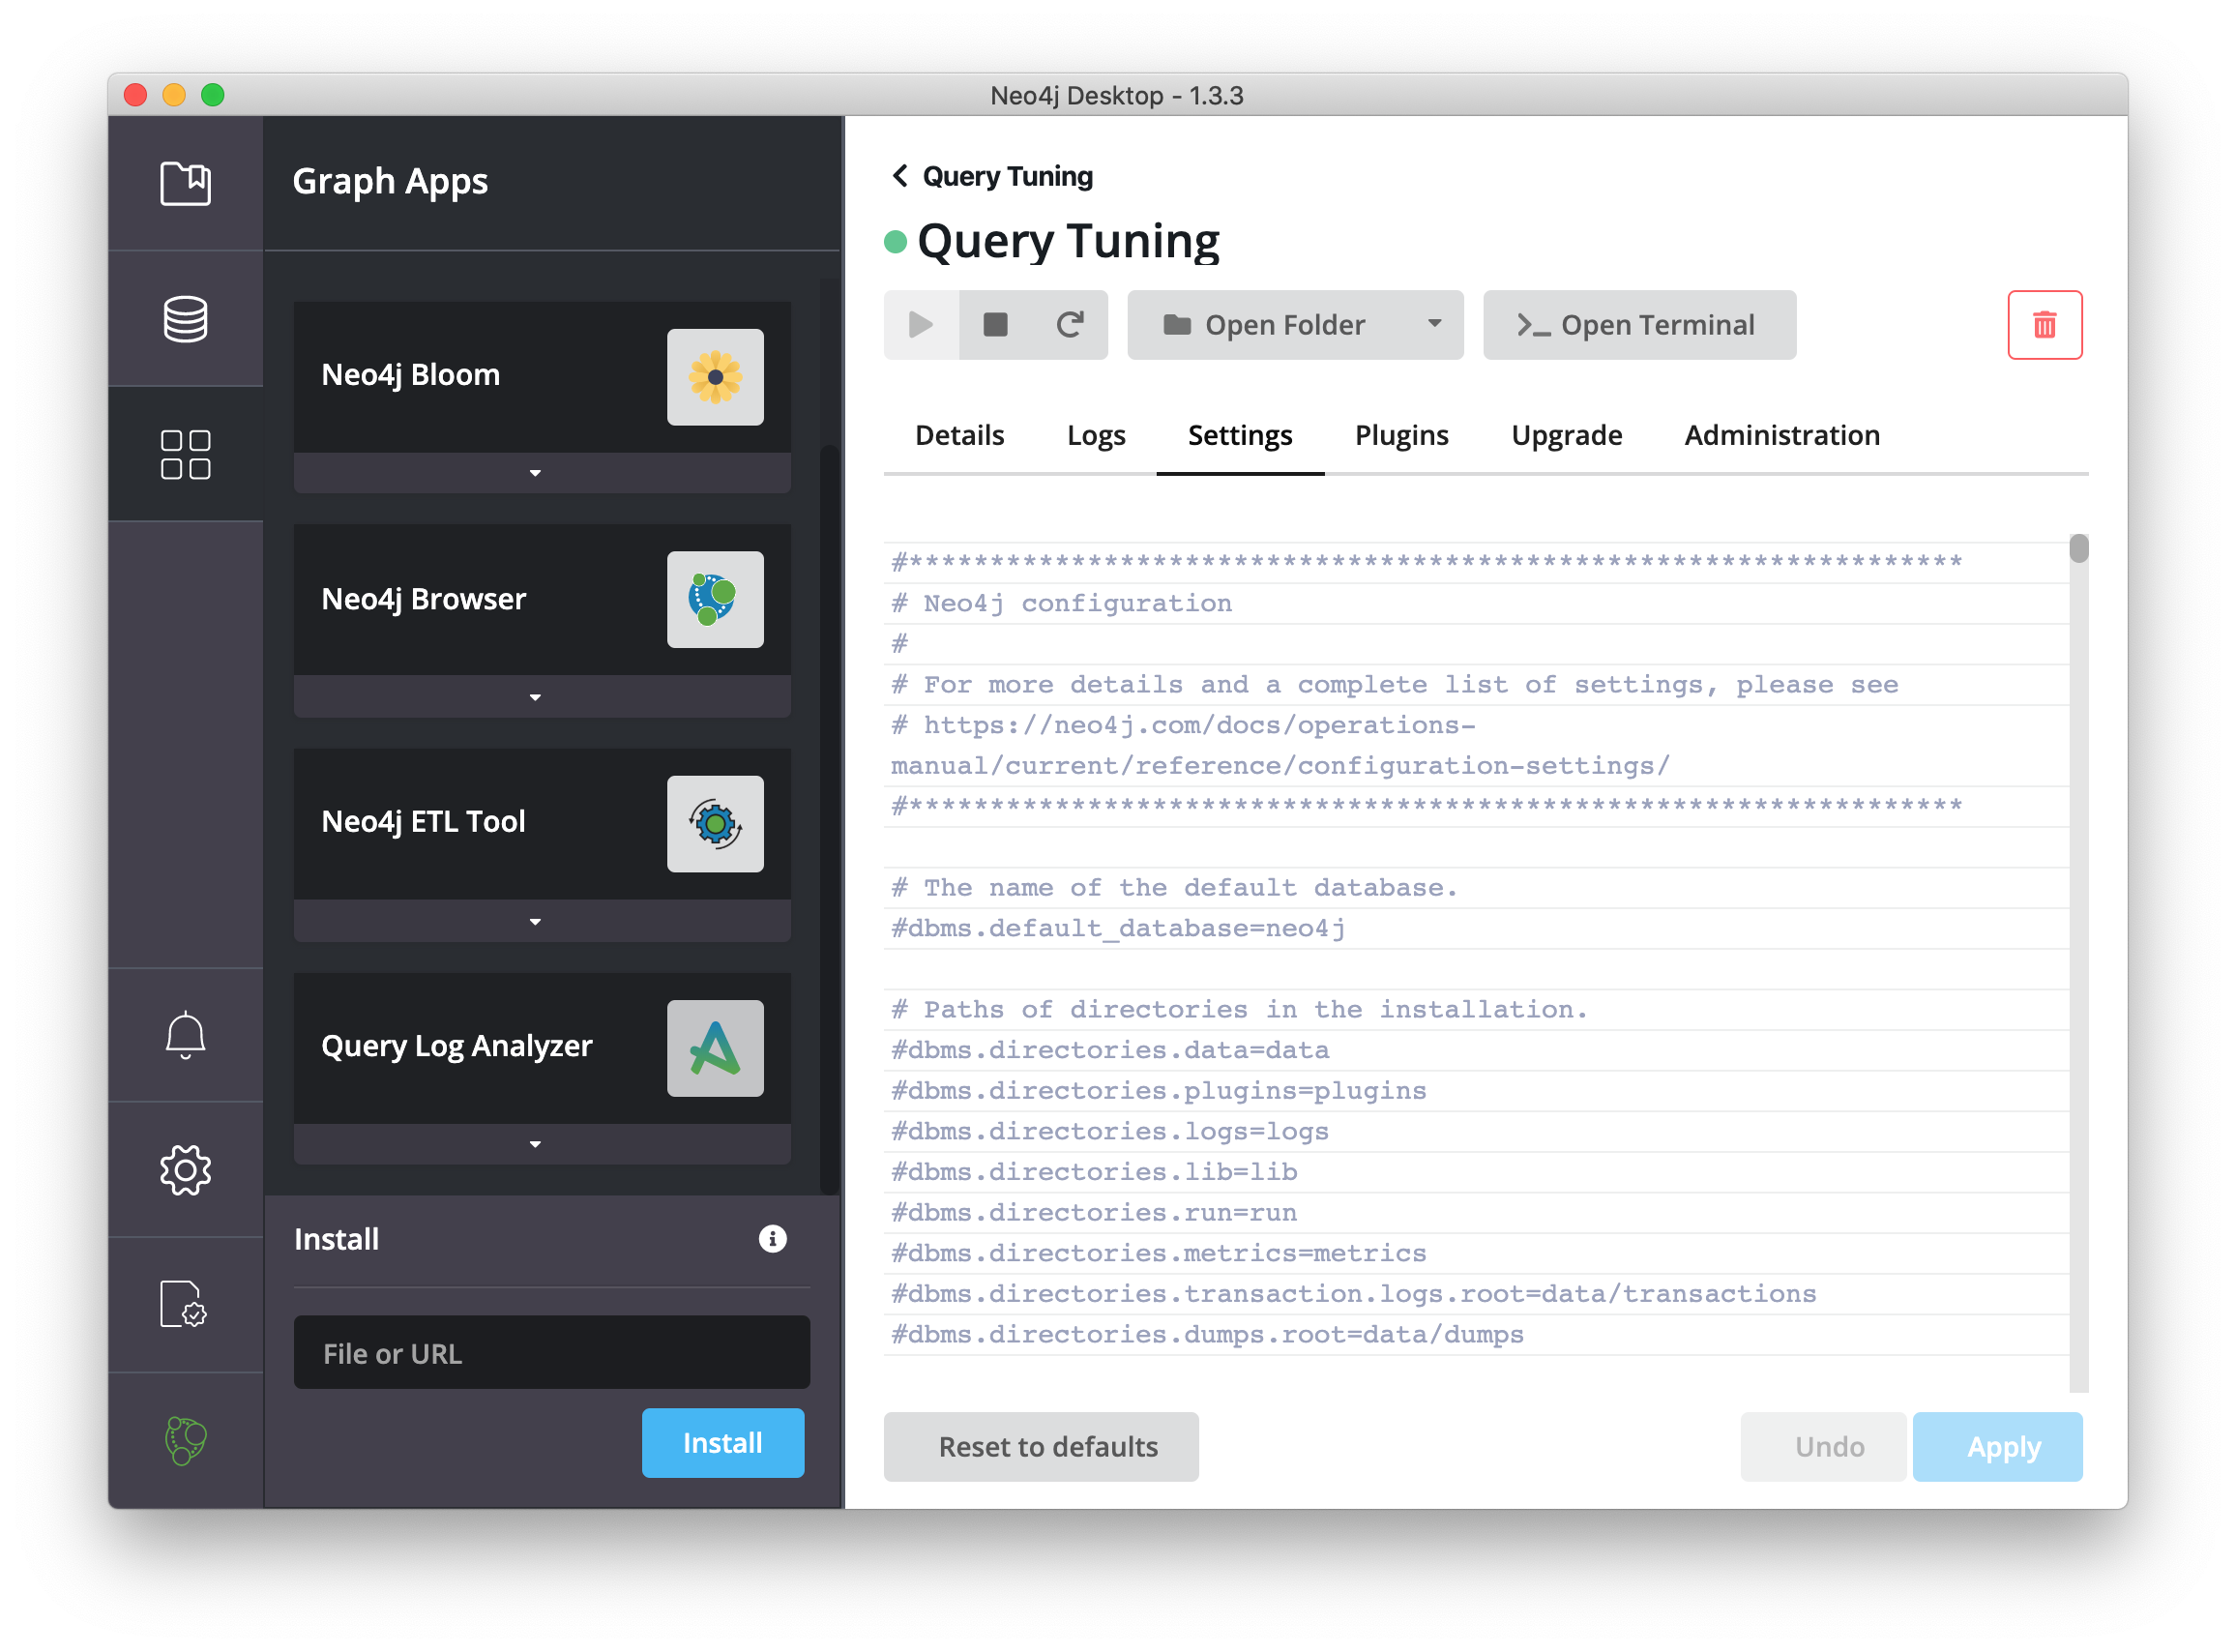 Neo4j Desktop - 1.3.3
Graph Apps
Neo4j Bloom
Neo4j Browser
Neo4j ETL Tool
Query Log Analyzer
Install
File or URL
Install
Query Tuning
Query Tuning
Open Folder
>_ Open Terminal
Details Logs Settings Plugins Upgrade Administration
#*****************************************************************
# Neo4j configuration
#
# For more details and a complete list of settings, please see
# https://neo4j.com/docs/operations-
manual/current/reference/configuration-settings/
#*****************************************************************
# The name of the default database.
#dbms.default_database=neo4j
# Paths of directories in the installation.
#dbms.directories.data=data
#dbms.directories.plugins=plugins
#dbms.directories.logs=logs
#dbms.directories.lib=lib
#dbms.directories.run=run
#dbms.directories.metrics=metrics
#dbms.directories.transaction.logs.root=data/transactions
#dbms.directories.dumps.root=data/dumps
Reset to defaults
Undo
Apply